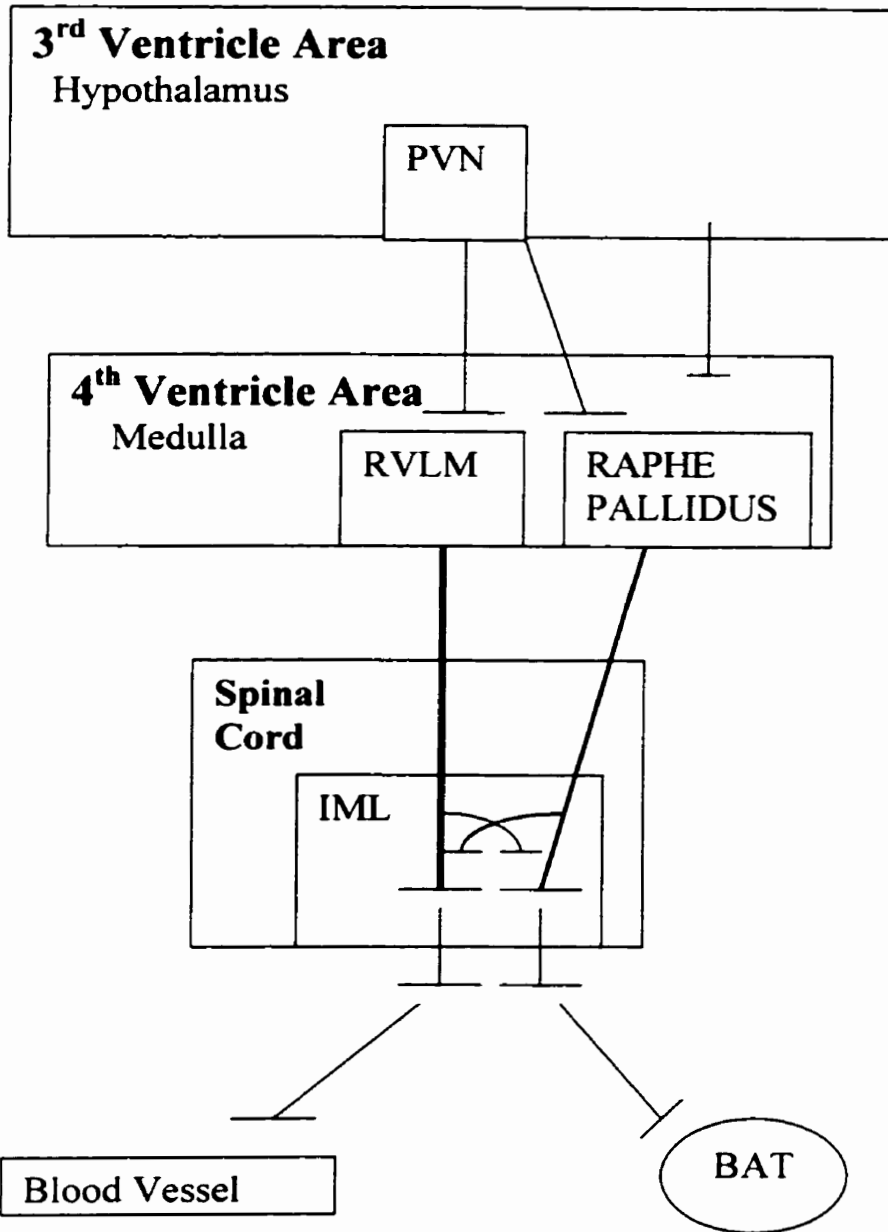 3rd Ventricle Area
Hypothalamus
PVN
4th Ventricle Area
Medulla
RVLM
RAPHE
PALLIDUS
Spinal
Cord
IML
Blood Vessel
BAT